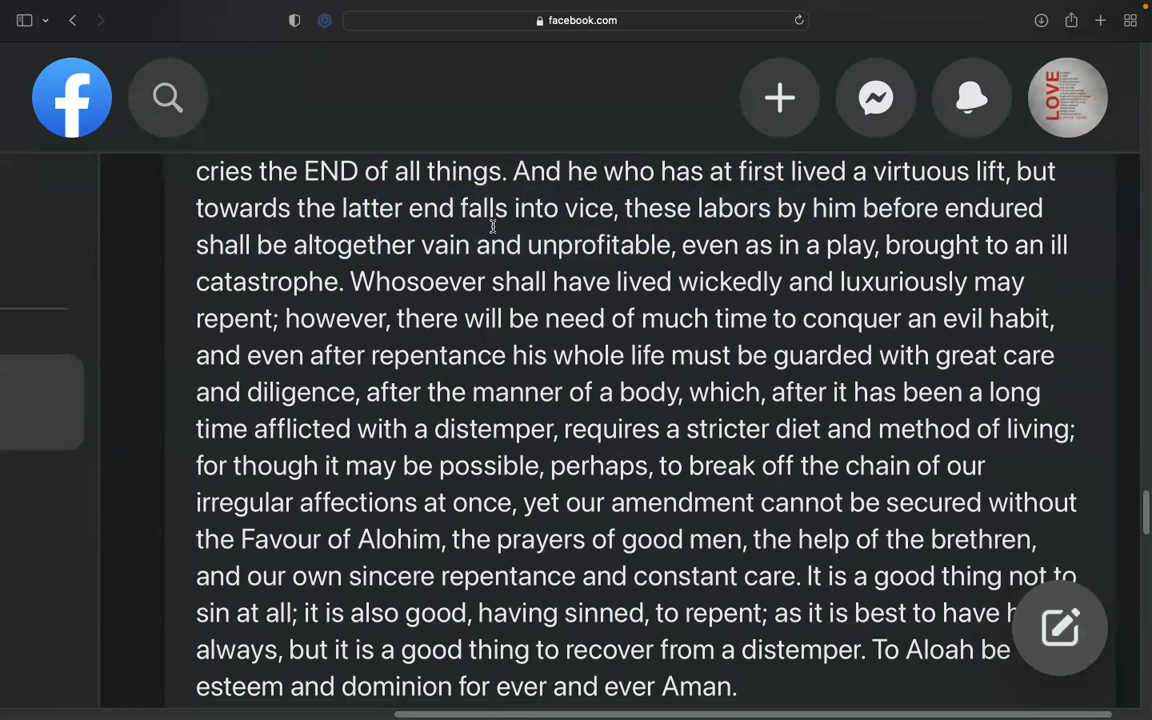 facebook.com
LOVE
cries the END of all things. And he who has at first lived a virtuous lift, but
towards the latter end falls into vice, these labors by him before endured
shall be altogether vain and unprofitable, even as in a play, brought to an ill
catastrophe. Whosoever shall have lived wickedly and luxuriously may
repent; however, there will be need of much time to conquer an evil habit,
and even after repentance his whole life must be guarded with great care
and diligence, after the manner of a body, which, after it has been a long
time afflicted with a distemper, requires a stricter diet and method of living;
for though it may be possible, perhaps, to break off the chain of our
irregular affections at once, yet our amendment cannot be secured without
the Favour of Alohim, the prayers of good men, the help of the brethren,
and our own sincere repentance and constant care. It is a good thing not to
sin at all; it is also good, having sinned, to repent; as it is best to have
always, but it is a good thing to recover from a distemper. To Aloah be
esteem and dominion for ever and ever Aman.